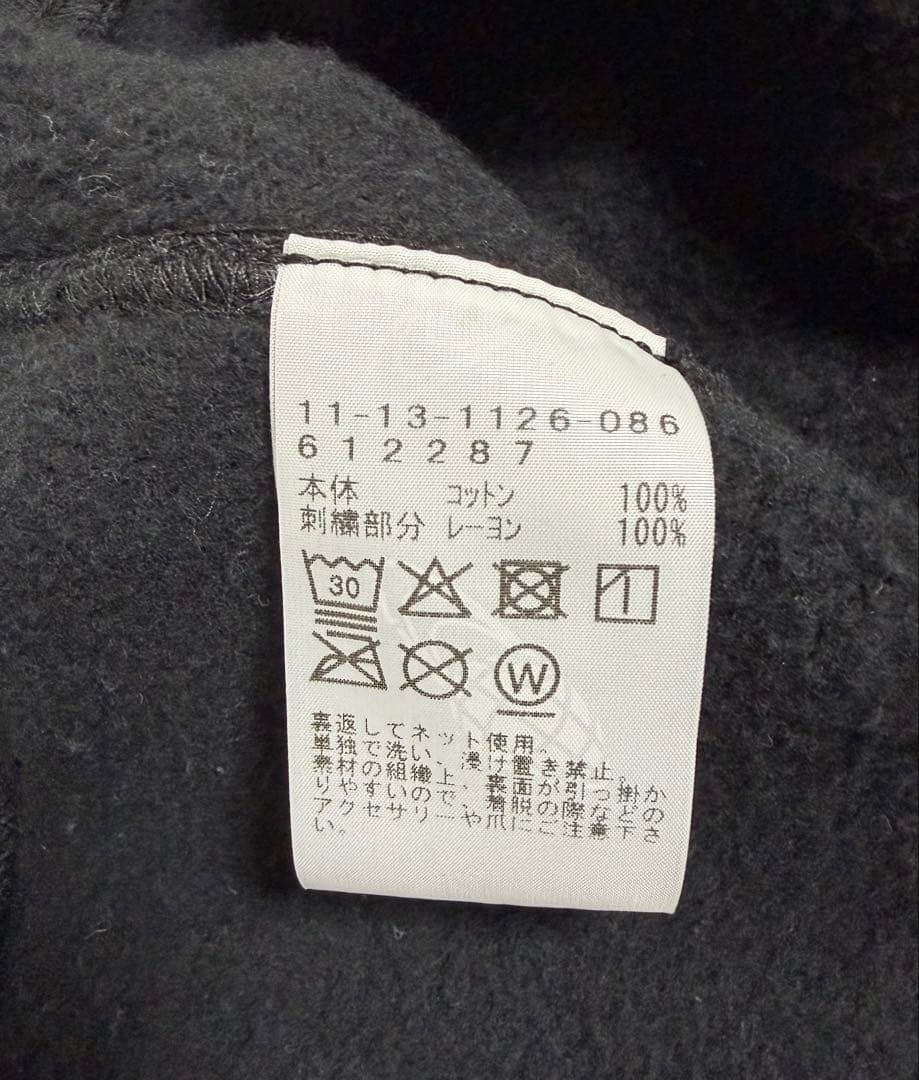 11-13-1126-086
612287
本体 コットン 100%
刺繍部分 レーヨン 100%
30
W
裏返してネット使用。
単独で洗い、浸け置き禁止。
素材の組織上、裏面が引っ掛か
りやすいので、着脱の際などの
アクセサリーや爪にご注意下さ
い。